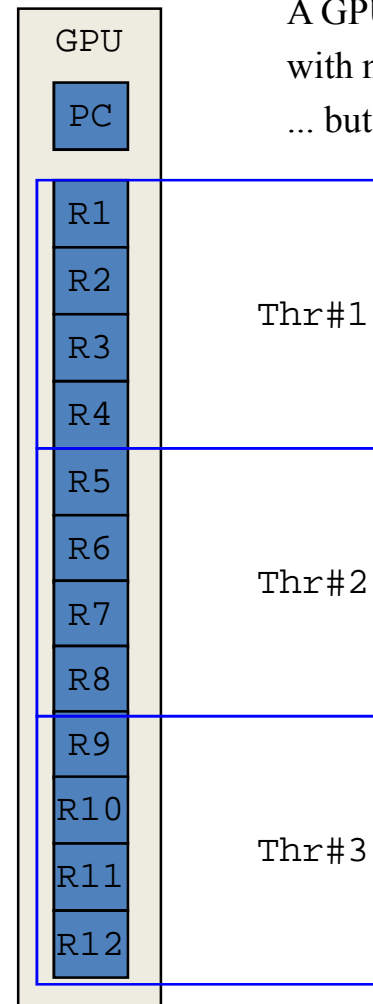 GPU
PC
A
with
... but
R1
R2
R3
R4
Thr#1
R5
R6
R7
R8
Thr#2
R9
R10
R11
R12
Thr#3